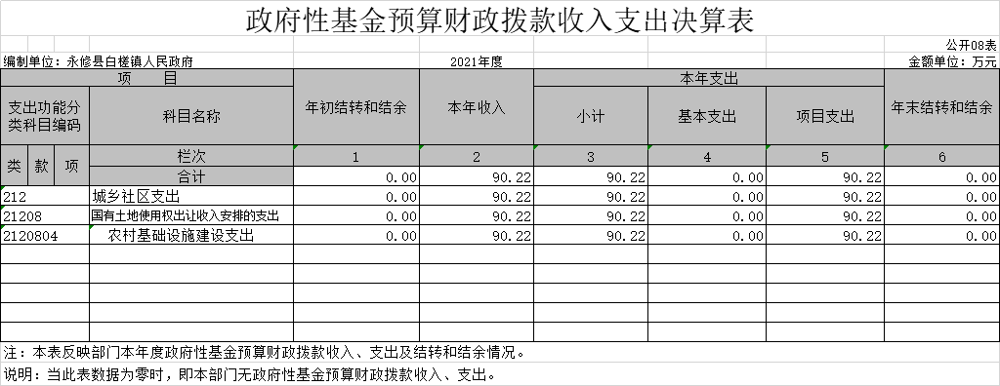 政府性基金预算财政拨款收入支出决算表
公开08表
编制单位：永修县白槎镇人民政府 2021年度 金额单位：万元
项 目 年初结转和结余 本年收入 本年支出 年末结转和结余
支出功能分类科目编码 科目名称 小计 基本支出 项目支出
类 款 项 栏次 1 2 3 4 5 6
合计 0.00 90.22 90.22 0.00 90.22 0.00
212 城乡社区支出 0.00 90.22 90.22 0.00 90.22 0.00
21208 国有土地使用权出让收入安排的支出 0.00 90.22 90.22 0.00 90.22 0.00
2120804 农村基础设施建设支出 0.00 90.22 90.22 0.00 90.22 0.00
注：本表反映部门本年度政府性基金预算财政拨款收入、支出及结转和结余情况。
说明：当此表数据为零时，即本部门无政府性基金预算财政拨款收入、支出。